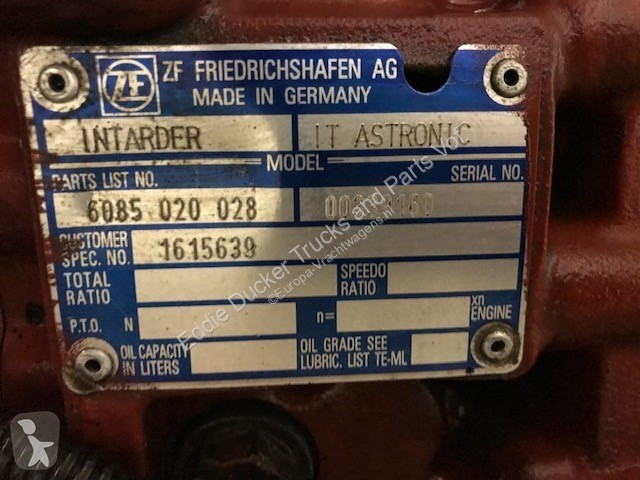 ZF
ZF FRIEDRICHSHAFEN AG
MADE IN GERMANY
INTARDER IT ASTRONIC
MODEL
PARTS LIST NO. SERIAL NO.
6085 020 028
CUSTOMER
SPEC. NO. 1615639
TOTAL
RATIO
SPEEDO
RATIO
P.T.O. N n= xn
ENGINE
OIL CAPACITY
IN LITERS
OIL GRADE SEE
LUBRIC. LIST TE-ML
Eddie Ducker Trucks and Parts Vof
©Europa-Vrachtwagens.nl